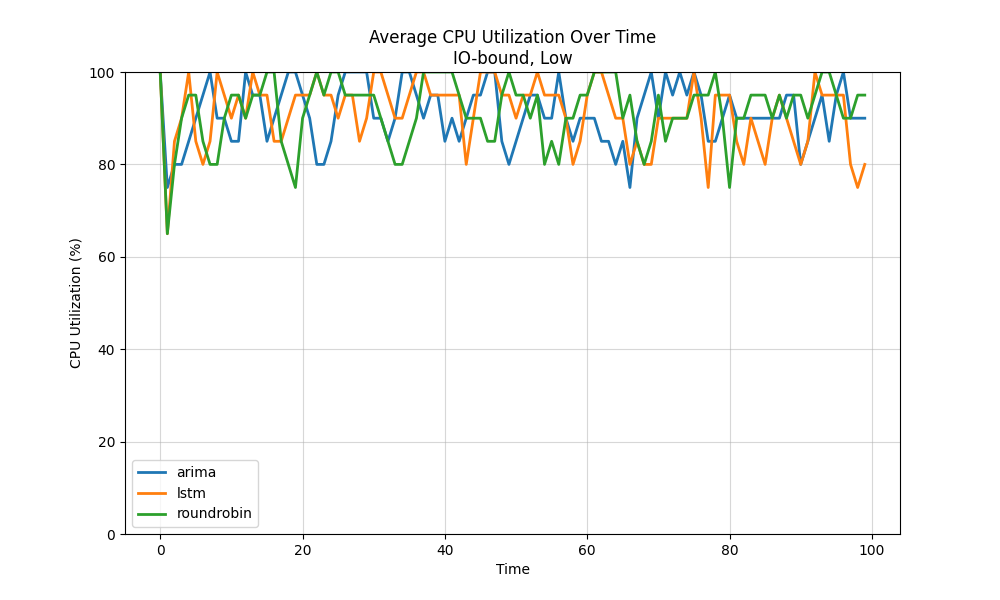 Average CPU Utilization Over Time
IO-bound, Low
CPU Utilization (%)
100
80
60
40
20
0
arima
lstm
roundrobin
0 20 40 60 80 100
Time